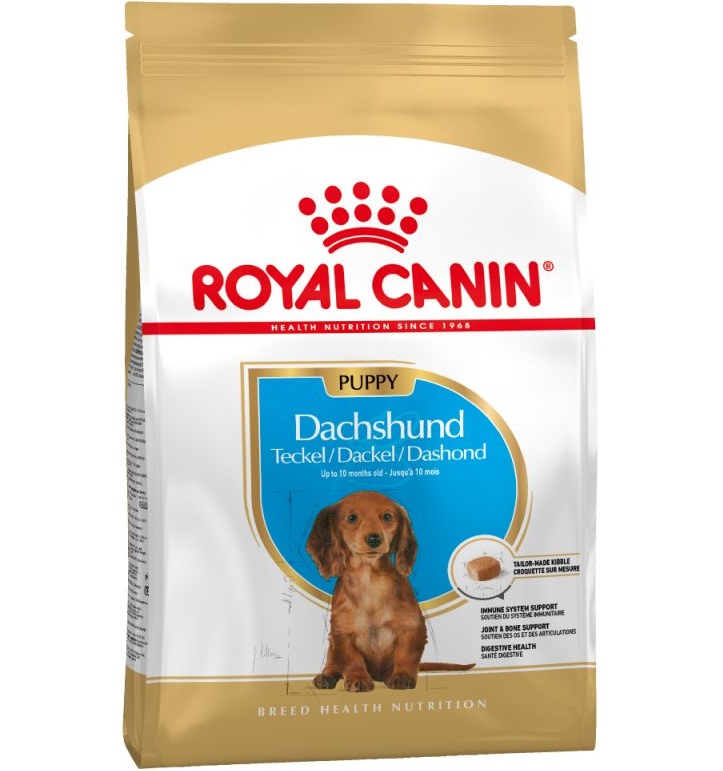 ROYAL CANIN®
HEALTH NUTRITION SINCE 1968
PUPPY
Dachshund
Teckel/Dackel/Dashond
Up to 10 months old - Jusqu'à 10 mois
TAILOR-MADE KIBBLE
CROQUETTE SUR MESURE
IMMUNE SYSTEM SUPPORT
SOUTIEN DU SYSTÈME IMMUNITAIRE
JOINT & BONE SUPPORT
SOUTIEN DES OS ET DES ARTICULATIONS
DIGESTIVE HEALTH
SANTÉ DIGESTIVE
BREED HEALTH NUTRITION